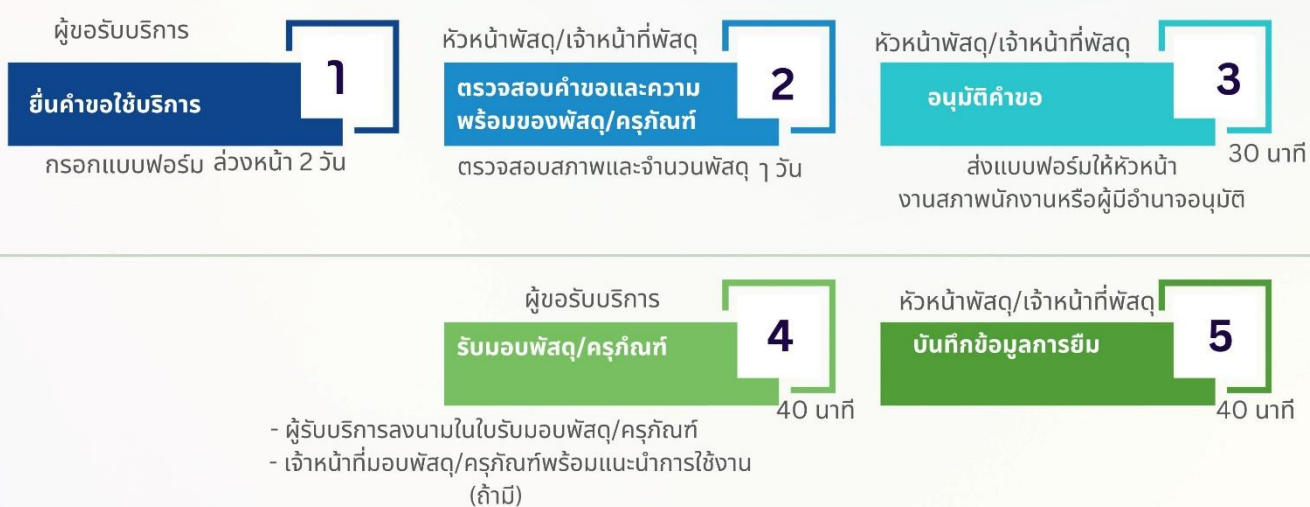 ผู้ขอรับบริการ
1
ยื่นคำขอใช้บริการ
กรอกแบบฟอร์ม ล่วงหน้า 2 วัน
หัวหน้าพัสดุ/เจ้าหน้าที่พัสดุ
2
ตรวจสอบคำขอและความ
พร้อมของพัสดุ/ครุภัณฑ์
ตรวจสอบสภาพและจำนวนพัสดุ 1 วัน
หัวหน้าพัสดุ/เจ้าหน้าที่พัสดุ
3
อนุมัติคำขอ
30 นาที
ส่งแบบฟอร์มให้หัวหน้า
งานสภาพนักงานหรือผู้มีอำนาจอนุมัติ
ผู้ขอรับบริการ
4
รับมอบพัสดุ/ครุภํณฑ์
40 นาที
- ผู้รับบริการลงนามในใบรับมอบพัสดุ/ครุภัณฑ์
- เจ้าหน้าที่มอบพัสดุ/ครุภัณฑ์พร้อมแนะนำการใช้งาน
(ถ้ามี)
หัวหน้าพัสดุ/เจ้าหน้าที่พัสดุ
5
บันทึกข้อมูลการยืม
40 นาที